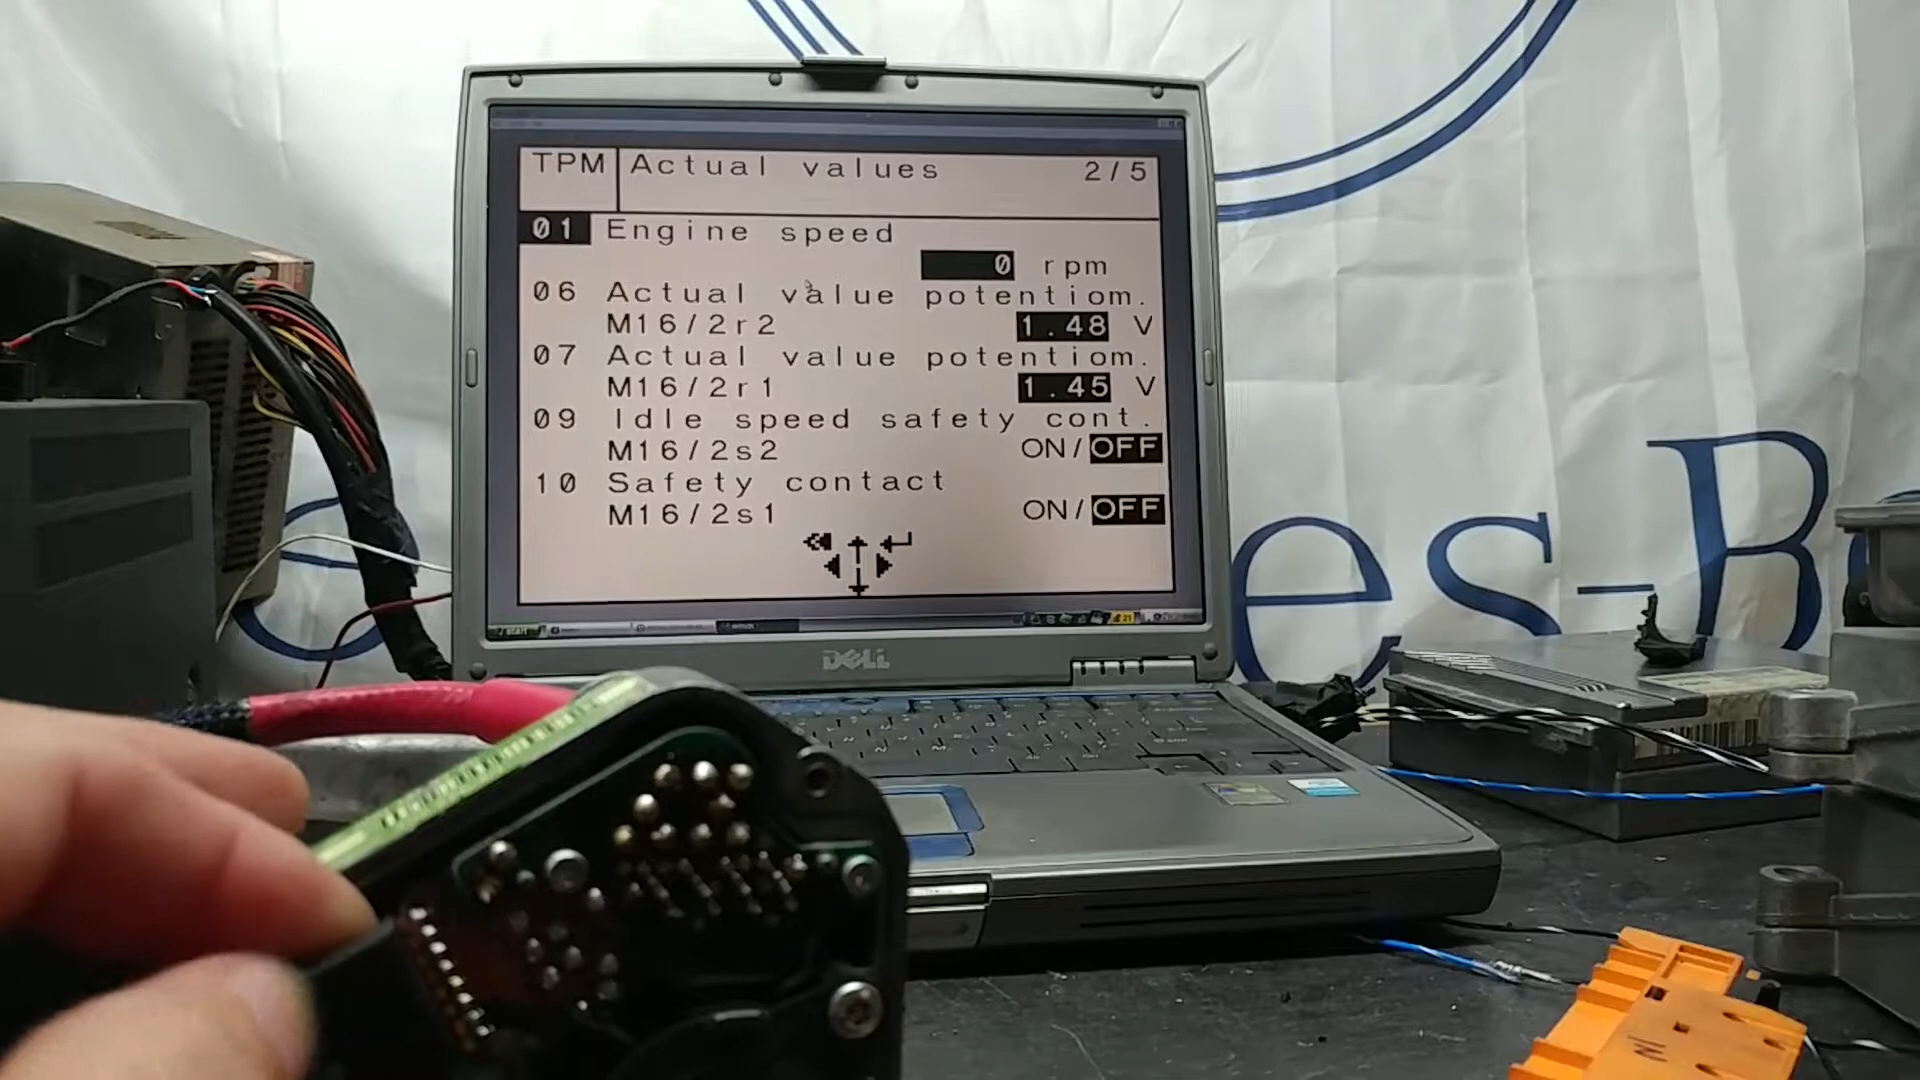 TPM Actual values 2/5
01 Engine speed
0 rpm
06 Actual value potentiom.
M16/2r2 1.48 V
07 Actual value potentiom.
M16/2r1 1.45 V
09 Idle speed safety cont.
M16/2s2 ON/OFF
10 Safety contact
M16/2s1 ON/OFF
start
21
DELL
es-B